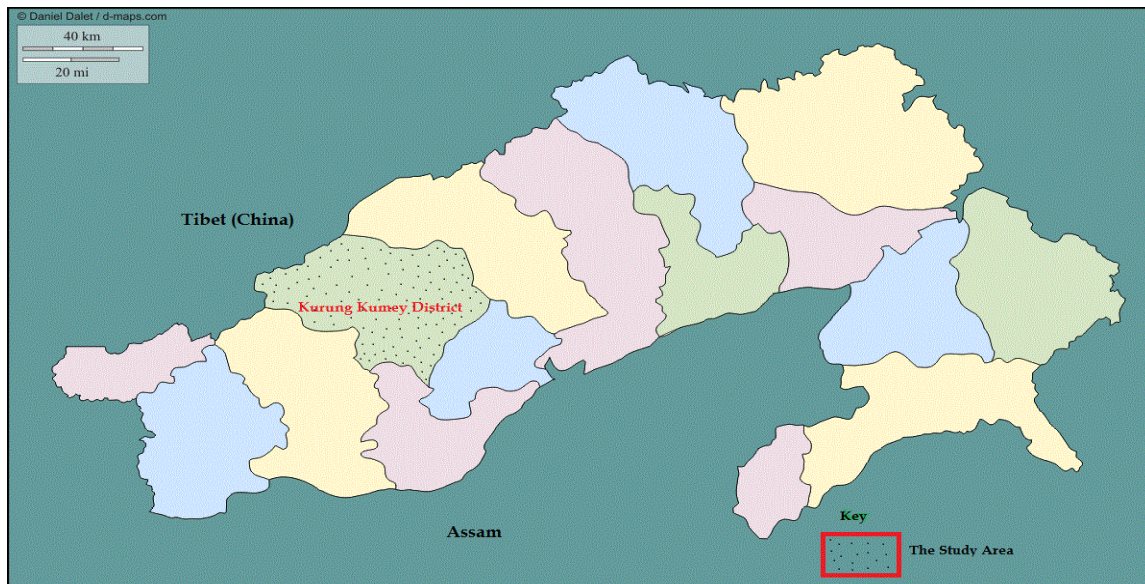 © Daniel Dalet / d-maps.com
40 km
20 mi
Tibet (China)
Kurung Kumey District
Assam
Key
The Study Area